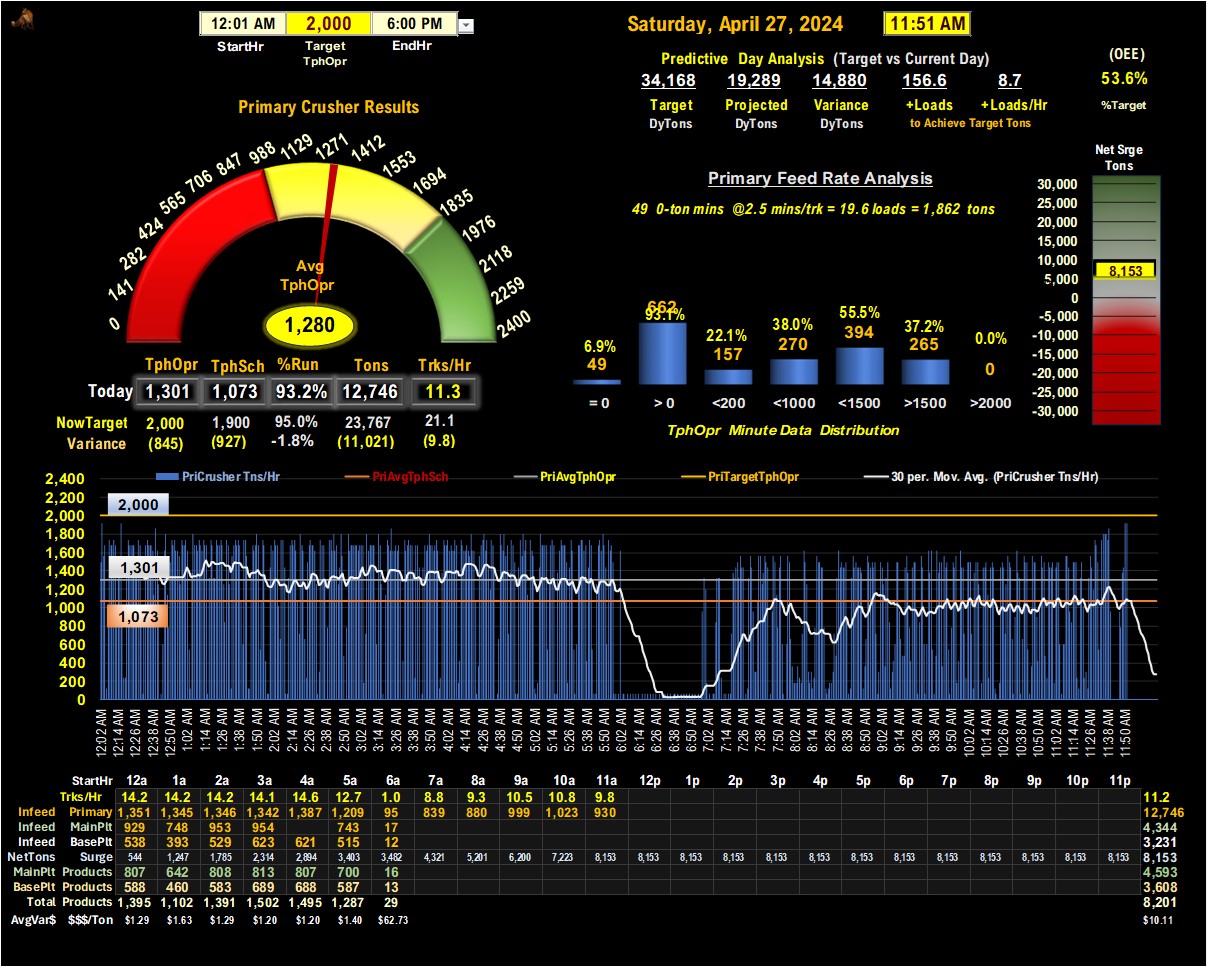 12:01 AM 2,000 6:00 PM
StartHr Target EndHr
TphOpr
Saturday, April 27, 2024 11:51 AM
Predictive Day Analysis (Target vs Current Day)
34,168 19,289 14,880 156.6 8.7
Target Projected Variance +Loads +Loads/Hr
DyTons DyTons DyTons to Achieve Target Tons
(OEE)
53.6%
%Target
Primary Crusher Results
0 141 282 424 565 706 847 988 1129 1271 1412 1553 1694 1835 1976 2118 2259 2400
Avg
TphOpr
1,280
TphOpr TphSch %Run Tons Trks/Hr
Today 1,301 1,073 93.2% 12,746 11.3
NowTarget 2,000 1,900 95.0% 23,767 21.1
Variance (845) (927) -1.8% (11,021) (9.8)
Primary Feed Rate Analysis
49 0-ton mins @2.5 mins/trk = 19.6 loads = 1,862 tons
6.9% 93.1% 22.1% 38.0% 55.5% 37.2% 0.0%
49 662 157 270 394 265 0
= 0 > 0 <200 <1000 <1500 >1500 >2000
TphOpr Minute Data Distribution
Net Srge
Tons
30,000
25,000
20,000
15,000
10,000
8,153
5,000
0
-5,000
-10,000
-15,000
-20,000
-25,000
-30,000
PriCrusher Tns/Hr PriAvgTphSch PriAvgTphOpr PriTargetTphOpr 30 per. Mov. Avg. (PriCrusher Tns/Hr)
2,400
2,200
2,000
1,800
1,600
1,400
1,200
1,000
800
600
400
200
0
2,000
1,301
1,073
12:02 AM 12:14 AM 12:26 AM 12:38 AM 12:50 AM 1:02 AM 1:14 AM 1:26 AM 1:38 AM 1:50 AM 2:02 AM 2:14 AM 2:26 AM 2:38 AM 2:50 AM 3:02 AM 3:14 AM 3:26 AM 3:38 AM 3:50 AM 4:02 AM 4:14 AM 4:26 AM 4:38 AM 4:50 AM 5:02 AM 5:14 AM 5:26 AM 5:38 AM 5:50 AM 6:02 AM 6:14 AM 6:26 AM 6:38 AM 6:50 AM 7:02 AM 7:14 AM 7:26 AM 7:38 AM 7:50 AM 8:02 AM 8:14 AM 8:26 AM 8:38 AM 8:50 AM 9:02 AM 9:14 AM 9:26 AM 9:38 AM 9:50 AM 10:02 AM 10:14 AM 10:26 AM 10:38 AM 10:50 AM 11:02 AM 11:14 AM 11:26 AM 11:38 AM 11:50 AM
StartHr 12a 1a 2a 3a 4a 5a 6a 7a 8a 9a 10a 11a 12p 1p 2p 3p 4p 5p 6p 7p 8p 9p 10p 11p
Trks/Hr 14.2 14.2 14.2 14.1 14.6 12.7 1.0 8.8 9.3 10.5 10.8 9.8 11.2
Infeed Primary 1,351 1,345 1,346 1,342 1,387 1,209 95 839 880 999 1,023 930 12,746
Infeed MainPlt 929 748 953 954 743 17 4,344
Infeed BasePlt 538 393 529 623 621 515 12 3,231
NetTons Surge 544 1,247 1,785 2,314 2,894 3,403 3,482 4,321 5,201 6,200 7,223 8,153 8,153 8,153 8,153 8,153 8,153 8,153 8,153 8,153 8,153 8,153 8,153 8,153 8,153
MainPlt Products 807 642 808 813 807 700 16 4,593
BasePlt Products 588 460 583 689 688 587 13 3,608
Total Products 1,395 1,102 1,391 1,502 1,495 1,287 29 8,201
AvgVar$ $$$/Ton $1.29 $1.63 $1.29 $1.20 $1.20 $1.40 $62.73 $10.11